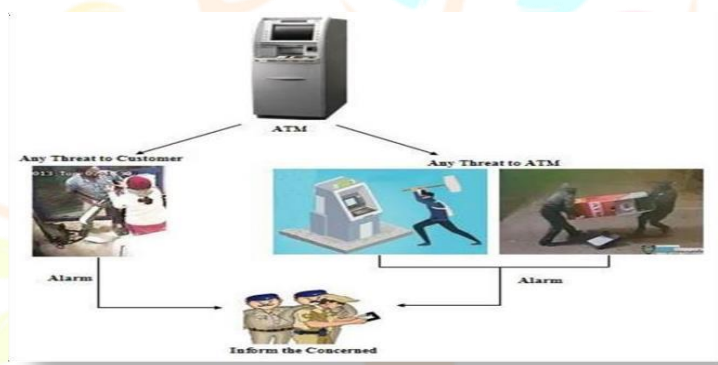 ATM
Any Threat to Customer
Any Threat to ATM
Alarm
Alarm
Inform the Concerned